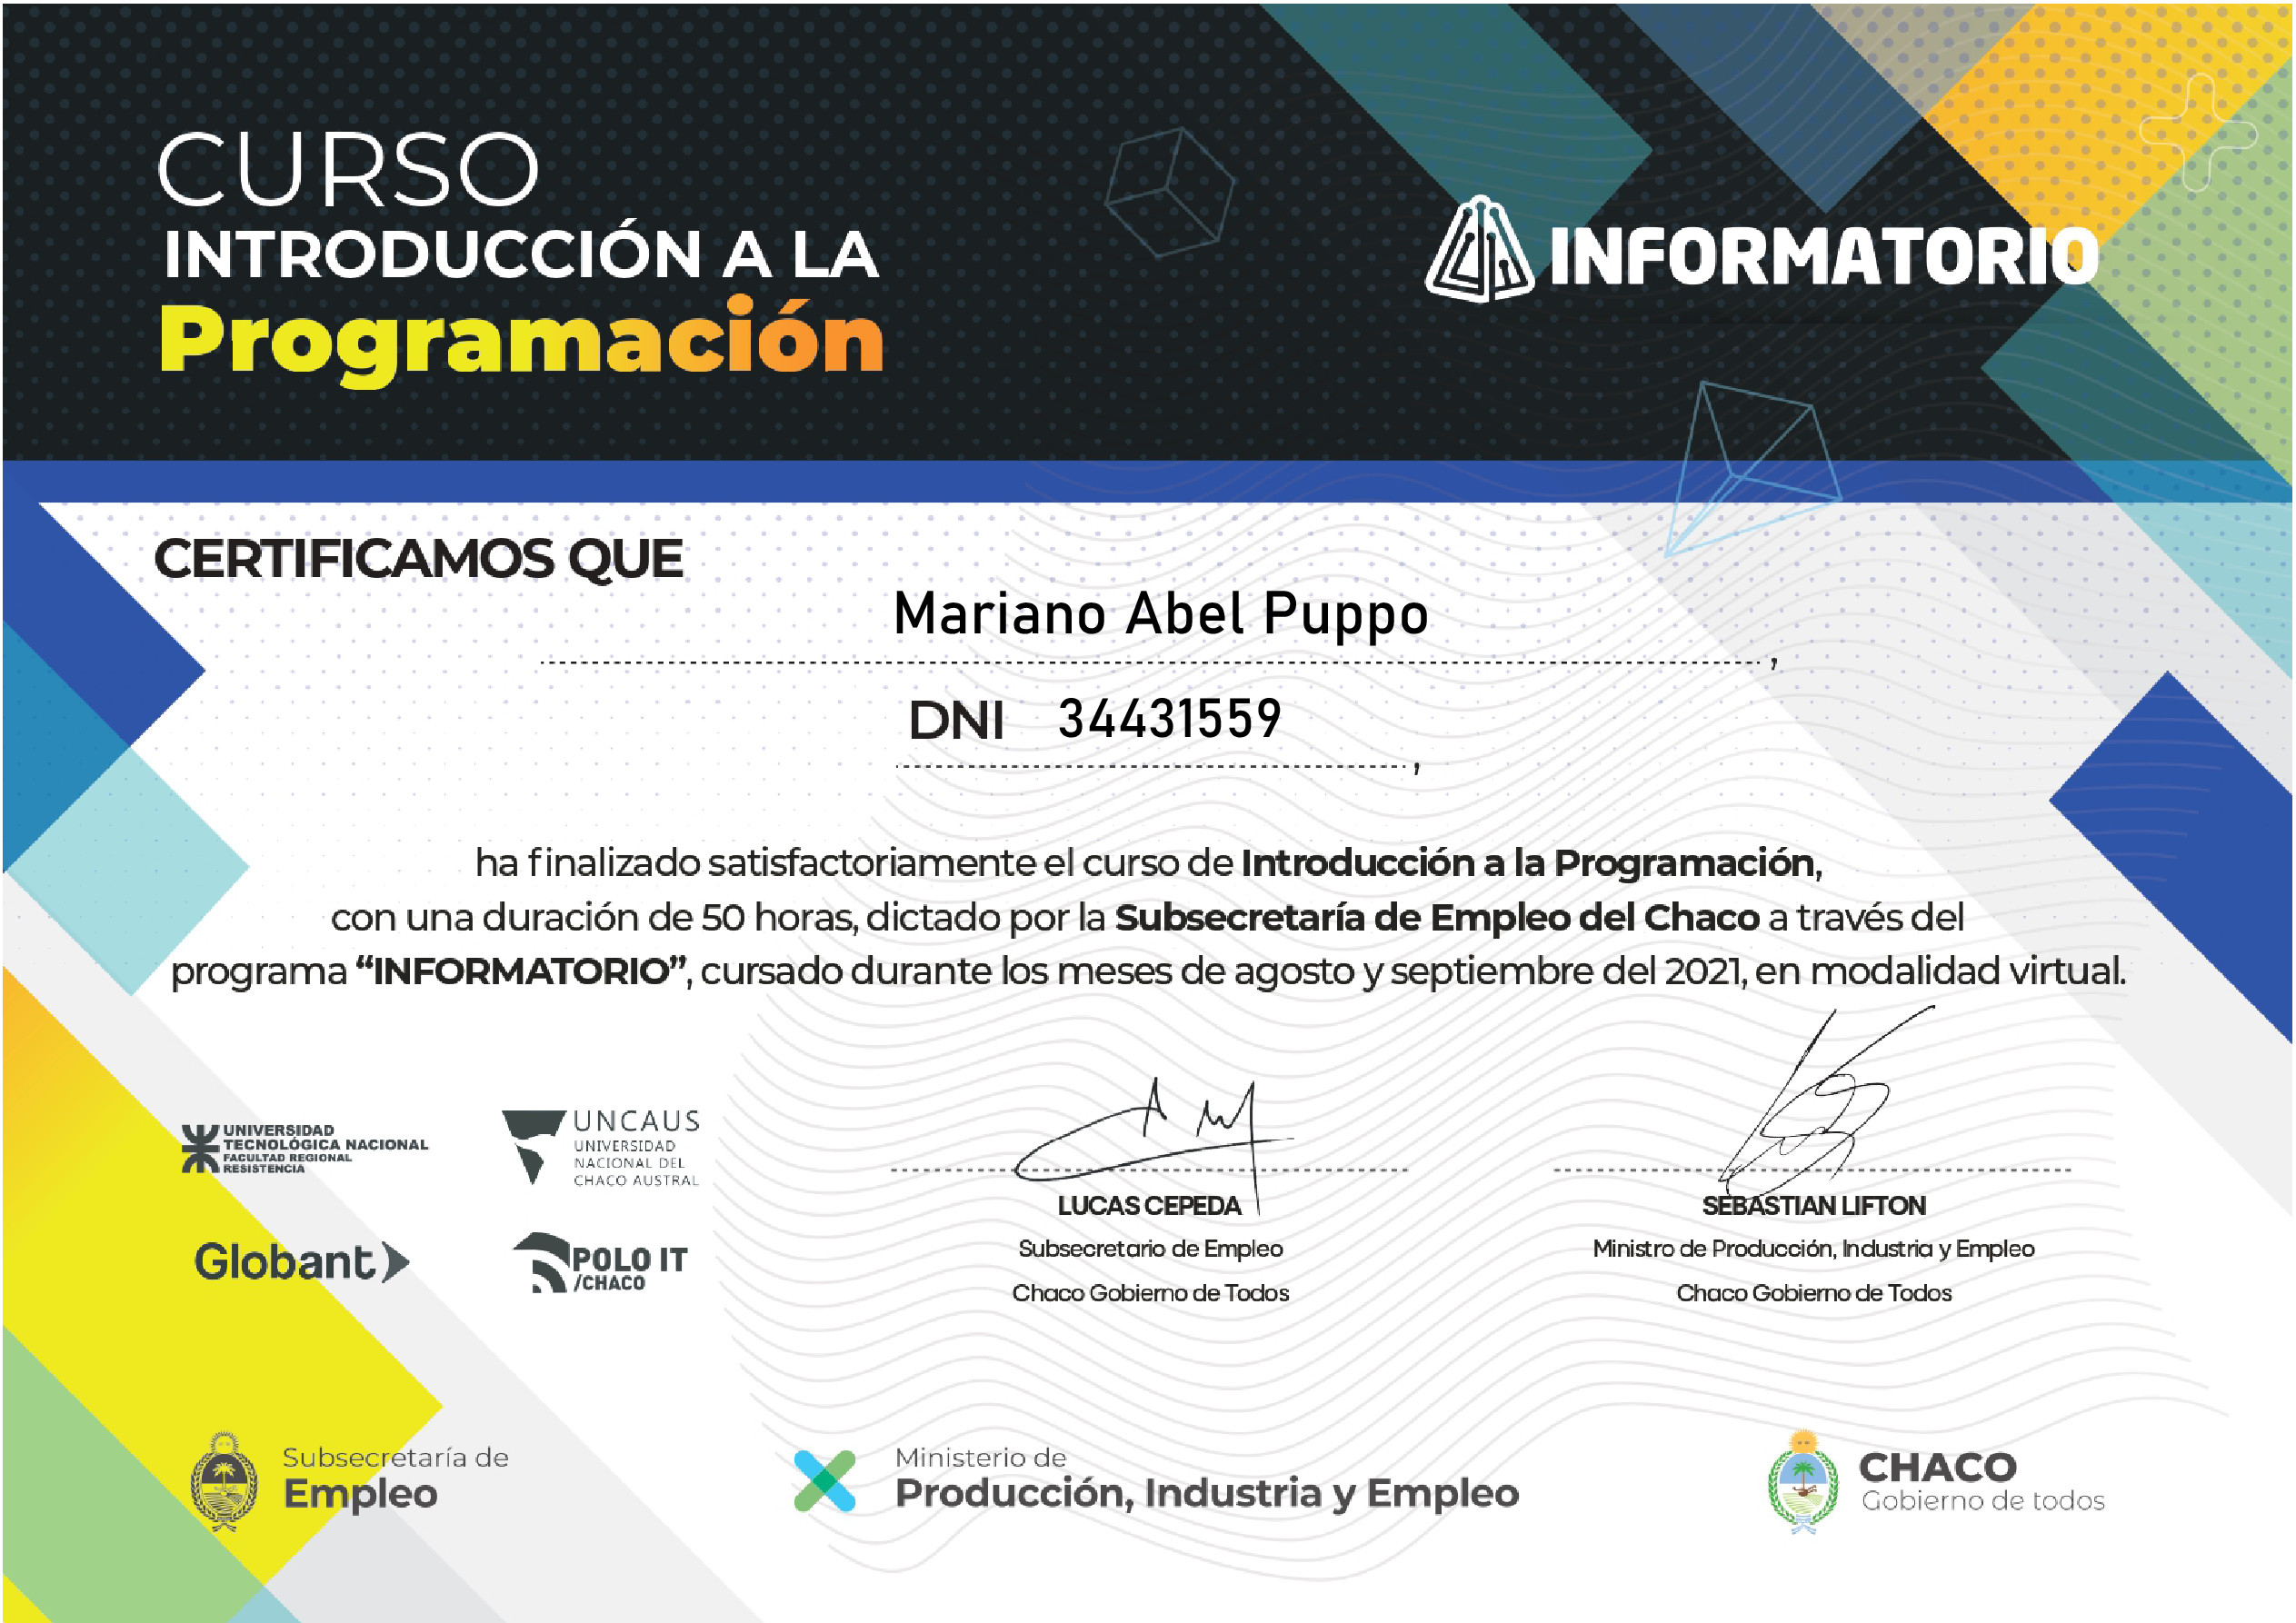 CURSO
INTRODUCCIÓN A LA
Programación
INFORMATORIO
CERTIFICAMOS QUE
Mariano Abel Puppo
,
DNI 34431559
,
ha finalizado satisfactoriamente el curso de Introducción a la Programación,
con una duración de 50 horas, dictado por la Subsecretaría de Empleo del Chaco a través del
programa “INFORMATORIO”, cursado durante los meses de agosto y septiembre del 2021, en modalidad virtual.
UNIVERSIDAD
TECNOLÓGICA NACIONAL
FACULTAD REGIONAL
RESISTENCIA
UNCAUS
UNIVERSIDAD
NACIONAL DEL
CHACO AUSTRAL
Globant
POLO IT
/CHACO
LUCAS CEPEDA
Subsecretario de Empleo
Chaco Gobierno de Todos
SEBASTIAN LIFTON
Ministro de Producción, Industria y Empleo
Chaco Gobierno de Todos
Subsecretaría de
Empleo
Ministerio de
Producción, Industria y Empleo
CHACO
Gobierno de todos